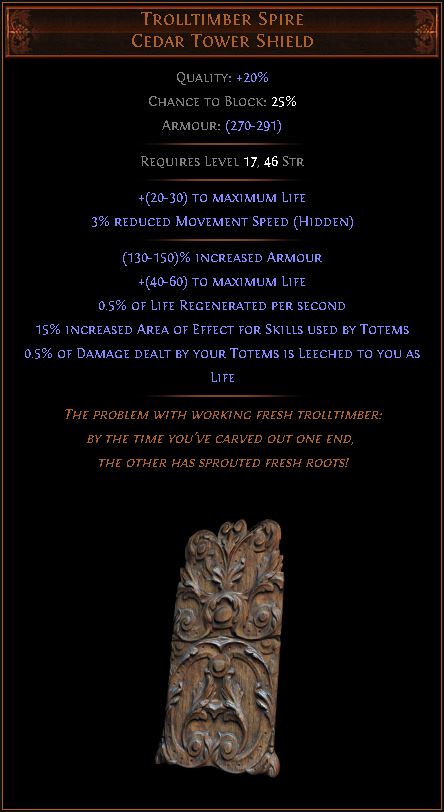 Trolltimber Spire
Cedar Tower Shield
Quality: +20%
Chance to Block: 25%
Armour: (270-291)
Requires Level 17, 46 Str
+(20-30) to maximum Life
3% reduced Movement Speed (Hidden)
(130-150)% increased Armour
+(40-60) to maximum Life
0.5% of Life Regenerated per second
15% increased Area of Effect for Skills used by Totems
0.5% of Damage dealt by your Totems is Leeched to you as
Life
The problem with working fresh trolltimber:
by the time you've carved out one end,
the other has sprouted fresh roots!